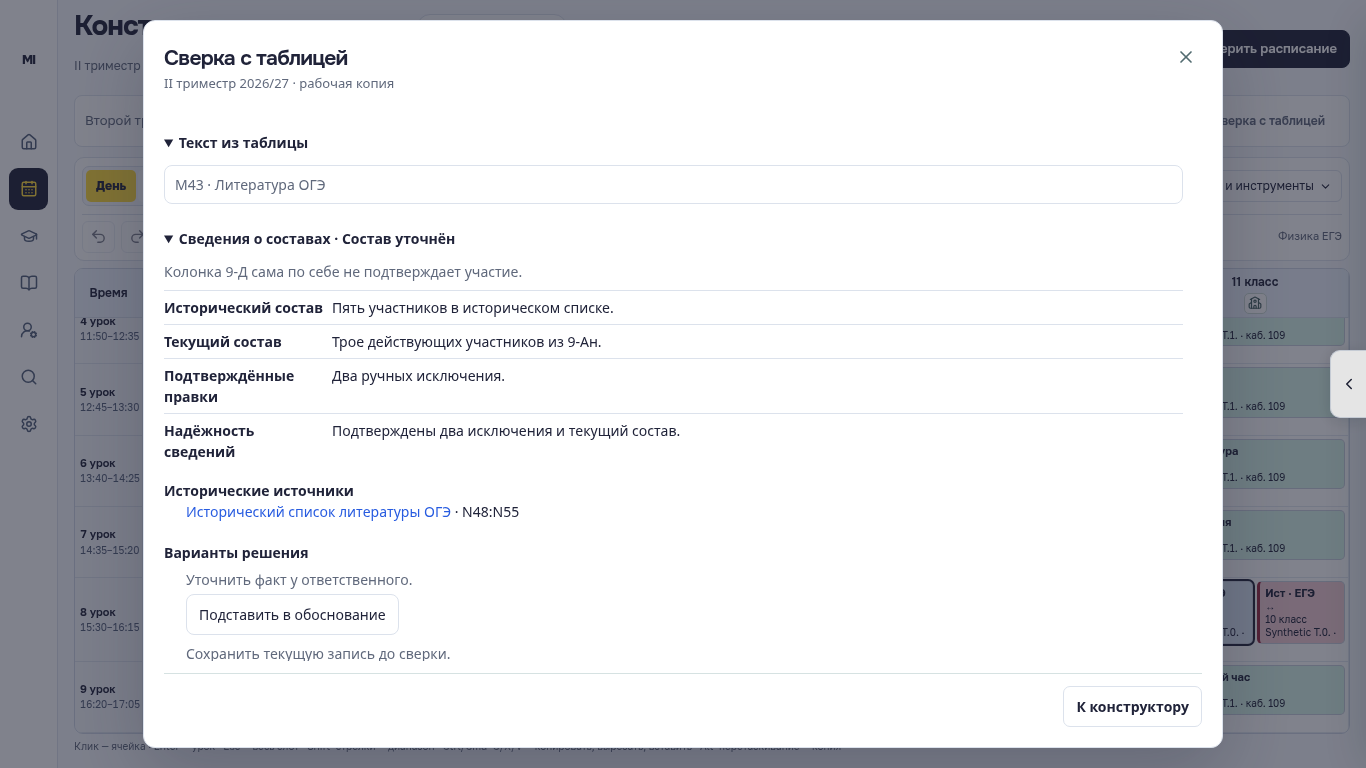 Конст
MI
II триместр
ерить расписание
Второй т
верка с таблицей
День
и инструменты
Физика ЕГЭ
Время
11 класс
4 урок
11:50–12:35
T.1. · каб. 109
5 урок
12:45–13:30
T.1. · каб. 109
6 урок
13:40–14:25
ура
T.1. · каб. 109
7 урок
14:35–15:20
ия
T.1. · каб. 109
8 урок
15:30–16:15
T.0. ·
Ист · ЕГЭ
..
10 класс
Synthetic T.0. ·
9 урок
16:20–17:05
й час
T.1. · каб. 109
Клик — ячейка
Сверка с таблицей
II триместр 2026/27 · рабочая копия
Текст из таблицы
M43 · Литература ОГЭ
Сведения о составах · Состав уточнён
Колонка 9-Д сама по себе не подтверждает участие.
Исторический состав Пять участников в историческом списке.
Текущий состав Трое действующих участников из 9-Ан.
Подтверждённые правки Два ручных исключения.
Надёжность сведений Подтверждены два исключения и текущий состав.
Исторические источники
Исторический список литературы ОГЭ · N48:N55
Варианты решения
Уточнить факт у ответственного.
Подставить в обоснование
Сохранить текущую запись до сверки.
К конструктору